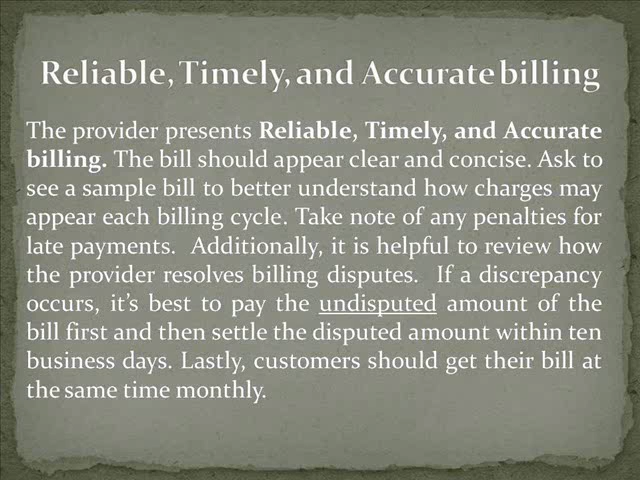 Reliable, Timely, and Accurate billing
The provider presents Reliable, Timely, and Accurate
billing. The bill should appear clear and concise. Ask to
see a sample bill to better understand how charges may
appear each billing cycle. Take note of any penalties for
late payments. Additionally, it is helpful to review how
the provider resolves billing disputes. If a discrepancy
occurs, it’s best to pay the undisputed amount of the
bill first and then settle the disputed amount within ten
business days. Lastly, customers should get their bill at
the same time monthly.